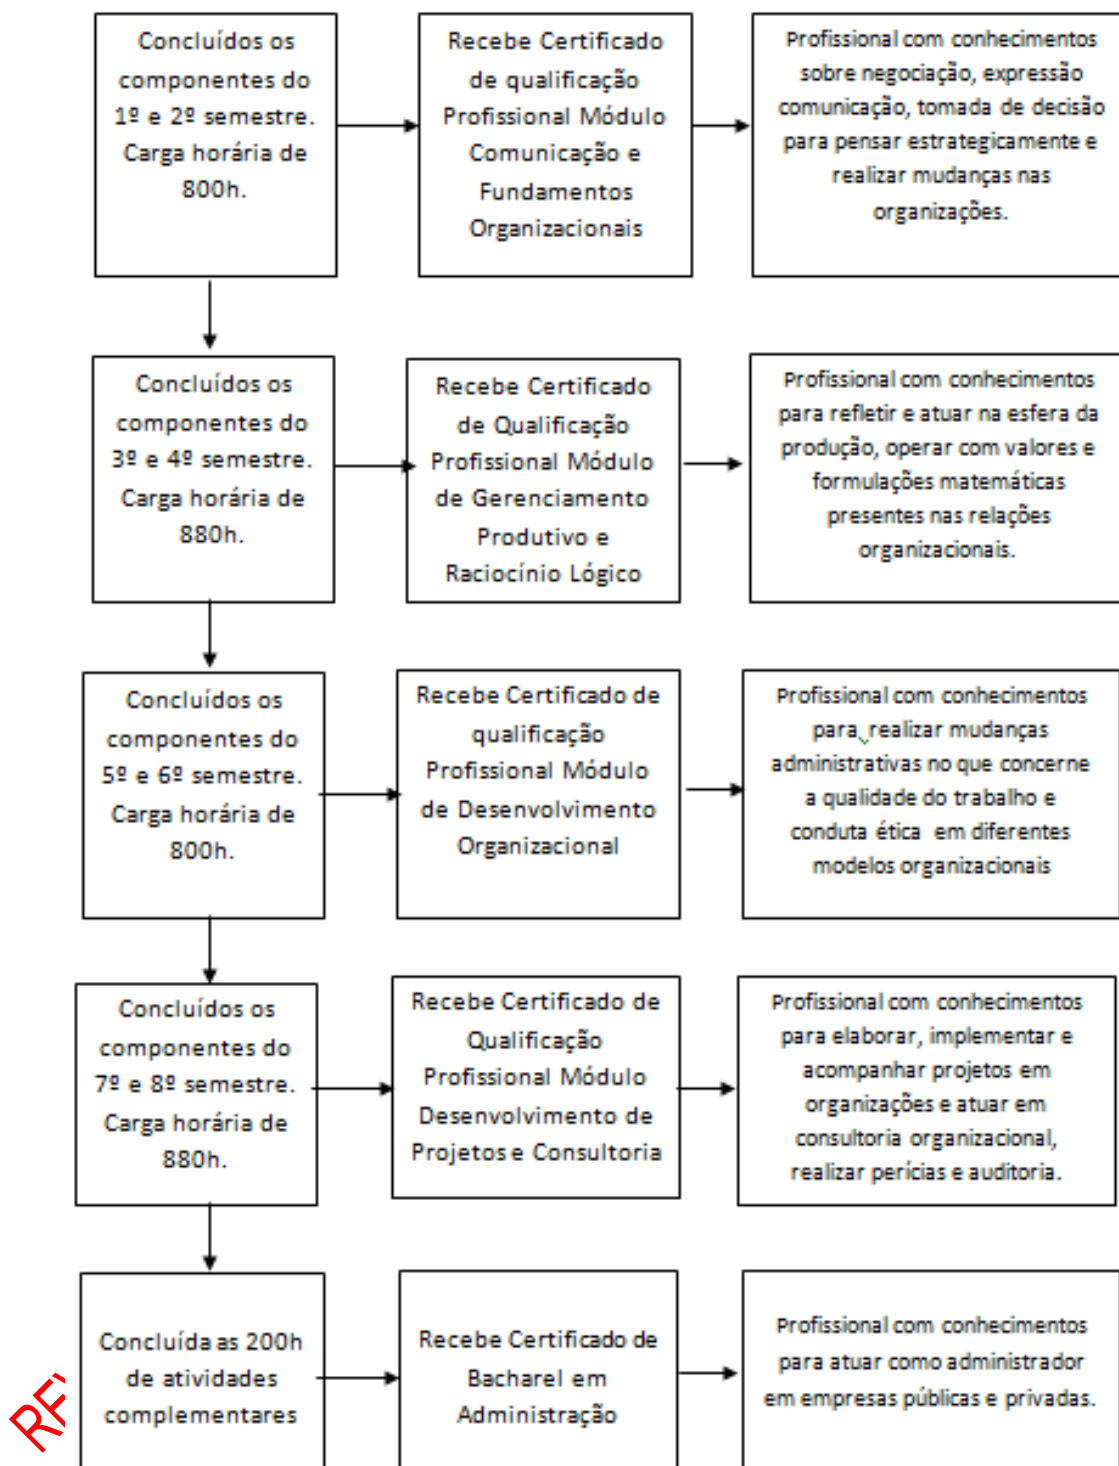 Concluídos os
componentes do
1º e 2º semestre.
Carga horária de
800h.
Recebe Certificado
de qualificação
Profissional Módulo
Comunicação e
Fundamentos
Organizacionais
Profissional com conhecimentos
sobre negociação, expressão
comunicação, tomada de decisão
para pensar estrategicamente e
realizar mudanças nas
organizações.
Concluídos os
componentes do
3º e 4º semestre.
Carga horária de
880h.
Recebe Certificado
de Qualificação
Profissional Módulo
de Gerenciamento
Produtivo e
Raciocínio Lógico
Profissional com conhecimentos
para refletir e atuar na esfera da
produção, operar com valores e
formulações matemáticas
presentes nas relações
organizacionais.
Concluídos os
componentes do
5º e 6º semestre.
Carga horária de
800h.
Recebe Certificado de
qualificação
Profissional Módulo
de Desenvolvimento
Organizacional
Profissional com conhecimentos
para, realizar mudanças
administrativas no que concerne
a qualidade do trabalho e
conduta ética em diferentes
modelos organizacionais
Concluídos os
componentes do
7º e 8º semestre.
Carga horária de
880h.
Recebe Certificado de
Qualificação
Profissional Módulo
Desenvolvimento de
Projetos e Consultoria
Profissional com conhecimentos
para elaborar, implementar e
acompanhar projetos em
organizações e atuar em
consultoria organizacional,
realizar perícias e auditoria.
Concluída as 200h
de atividades
complementares
Recebe Certificado de
Bacharel em
Administração
Profissional com conhecimentos
para atuar como administrador
em empresas públicas e privadas.